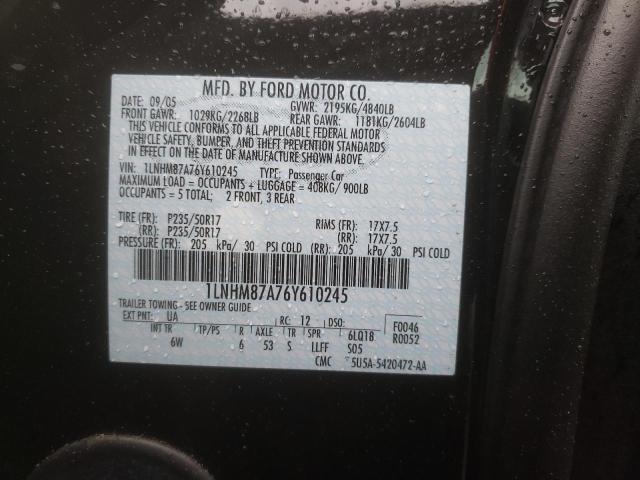 MFD. BY FORD MOTOR CO.
DATE: 09/05 GVWR: 2195KG/4840LB
FRONT GAWR: 1029KG/2268LB REAR GAWR: 1181KG/2604LB
THIS VEHICLE CONFORMS TO ALL APPLICABLE FEDERAL MOTOR
VEHICLE SAFETY, BUMPER, AND THEFT PREVENTION STANDARDS
IN EFFECT ON THE DATE OF MANUFACTURE SHOWN ABOVE.
VIN: 1LNHM87A76Y610245 TYPE: Passenger Car
MAXIMUM LOAD = OCCUPANTS + LUGGAGE = 408KG/900LB
OCCUPANTS = 5 TOTAL: 2 FRONT, 3 REAR
TIRE (FR): P235/50R17 RIMS (FR): 17X7.5
(RR): P235/50R17 (RR): 17X7.5
PRESSURE (FR): 205 kPa/ 30 PSI COLD (RR): 205 kPa/ 30 PSI COLD
1LNHM87A76Y610245
TRAILER TOWING - SEE OWNER GUIDE
EXT PNT: UA RC: 12 DSO: F0046
INT TR TP/PS R AXLE TR SPR 6LQ18 R0052
6W 6 53 S LLFF S05
CMC 5U5A-5420472-AA